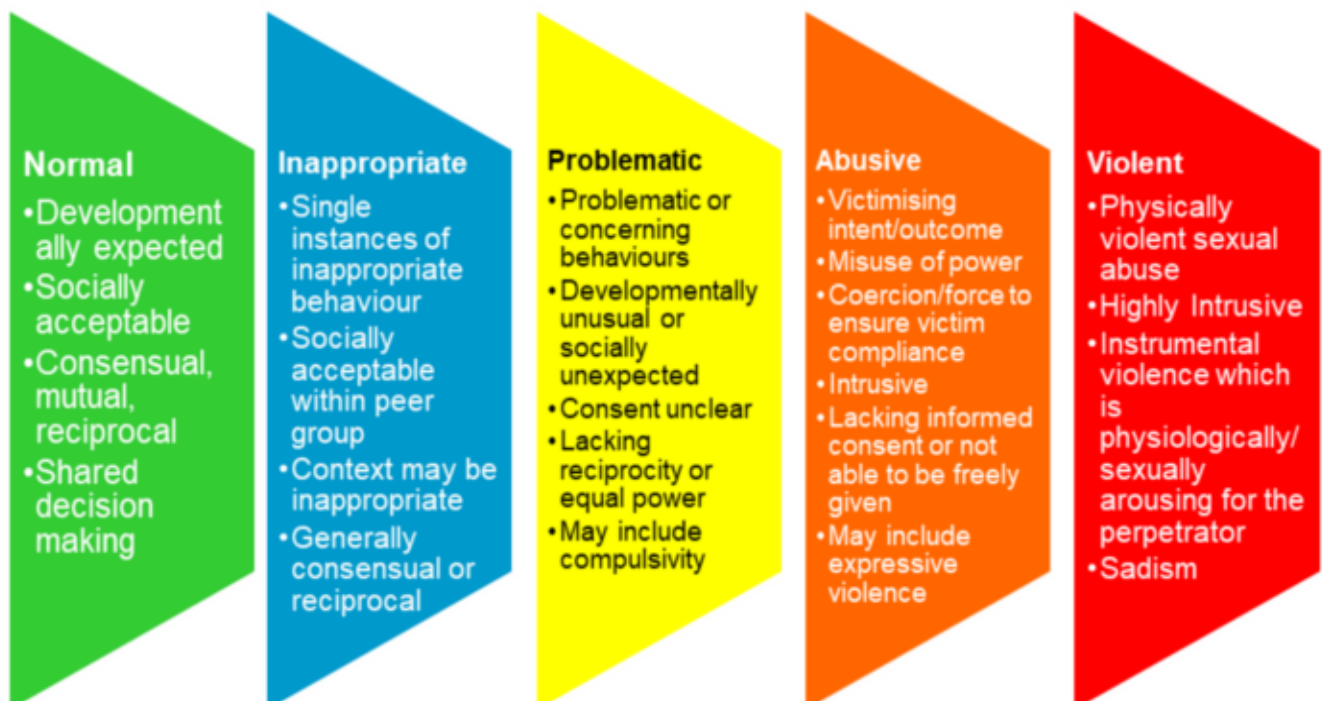 Normal
•Development
ally expected
•Socially
acceptable
•Consensual,
mutual,
reciprocal
•Shared
decision
making
Inappropriate
•Single
instances of
inappropriate
behaviour
•Socially
acceptable
within peer
group
•Context may be
inappropriate
•Generally
consensual or
reciprocal
Problematic
•Problematic or
concerning
behaviours
•Developmentally
unusual or
socially
unexpected
•Consent unclear
•Lacking
reciprocity or
equal power
•May include
compulsivity
Abusive
•Victimising
intent/outcome
•Misuse of power
•Coercion/force to
ensure victim
compliance
•Intrusive
•Lacking informed
consent or not
able to be freely
given
•May include
expressive
violence
Violent
•Physically
violent sexual
abuse
•Highly Intrusive
•Instrumental
violence which
is
physiologically/
sexually
arousing for the
perpetrator
•Sadism